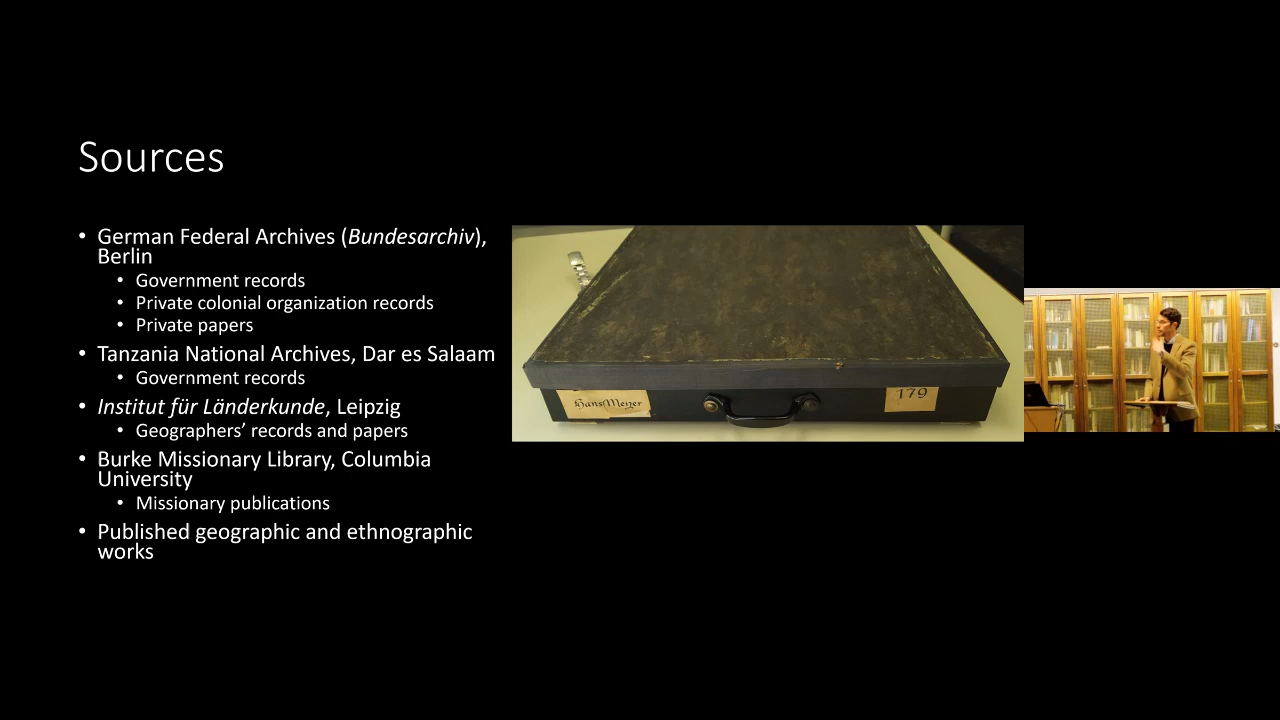 Sources
• German Federal Archives (Bundesarchiv),
Berlin
• Government records
• Private colonial organization records
• Private papers
• Tanzania National Archives, Dar es Salaam
• Government records
• Institut für Länderkunde, Leipzig
• Geographers’ records and papers
• Burke Missionary Library, Columbia
University
• Missionary publications
• Published geographic and ethnographic
works
Hans Meyer
179